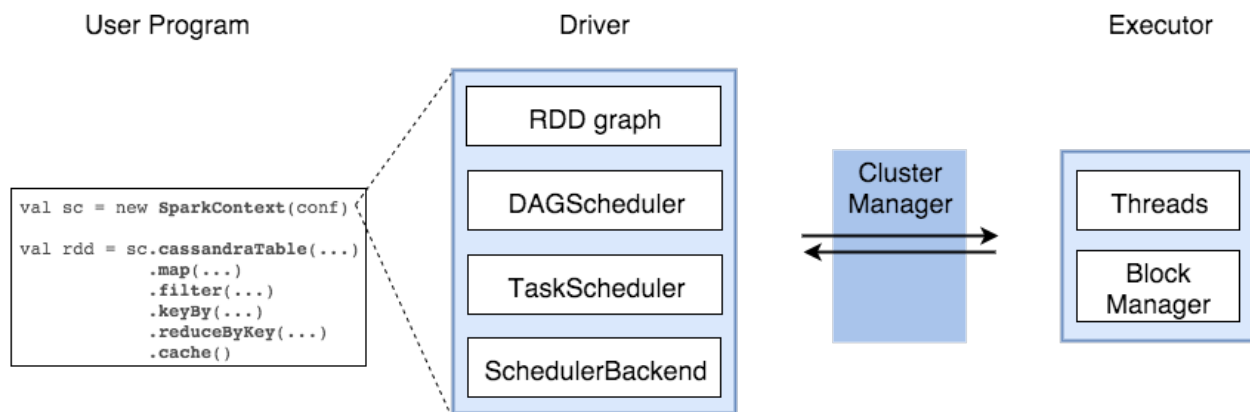 User Program
Driver
Executor
val sc = new SparkContext(conf)
val rdd = sc.cassandraTable(...)
.map(...)
.filter(...)
.keyBy(...)
.reduceByKey(...)
.cache()
RDD graph
DAGScheduler
TaskScheduler
SchedulerBackend
Cluster
Manager
Threads
Block
Manager